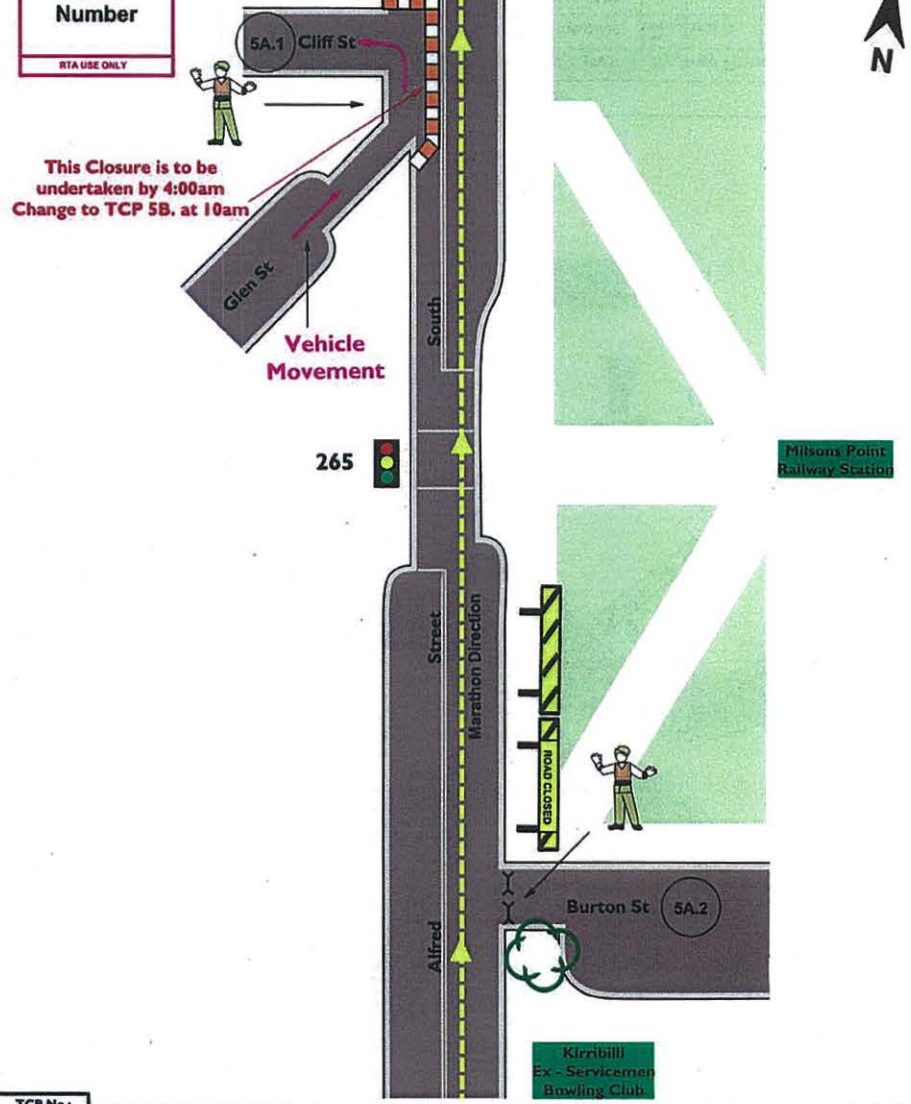 Number
RTA USE ONLY
5A.1
Cliff St
N
This Closure is to be
undertaken by 4:00am
Change to TCP 5B. at 10am
Glen St
Vehicle
Movement
South
265
Milsons Point
Railway Station
Street
Marathon Direction
ROAD CLOSED
Burton St
5A.2
Alfred
Kirribilli
Ex - Servicemen
Bowling Club
TCP No: